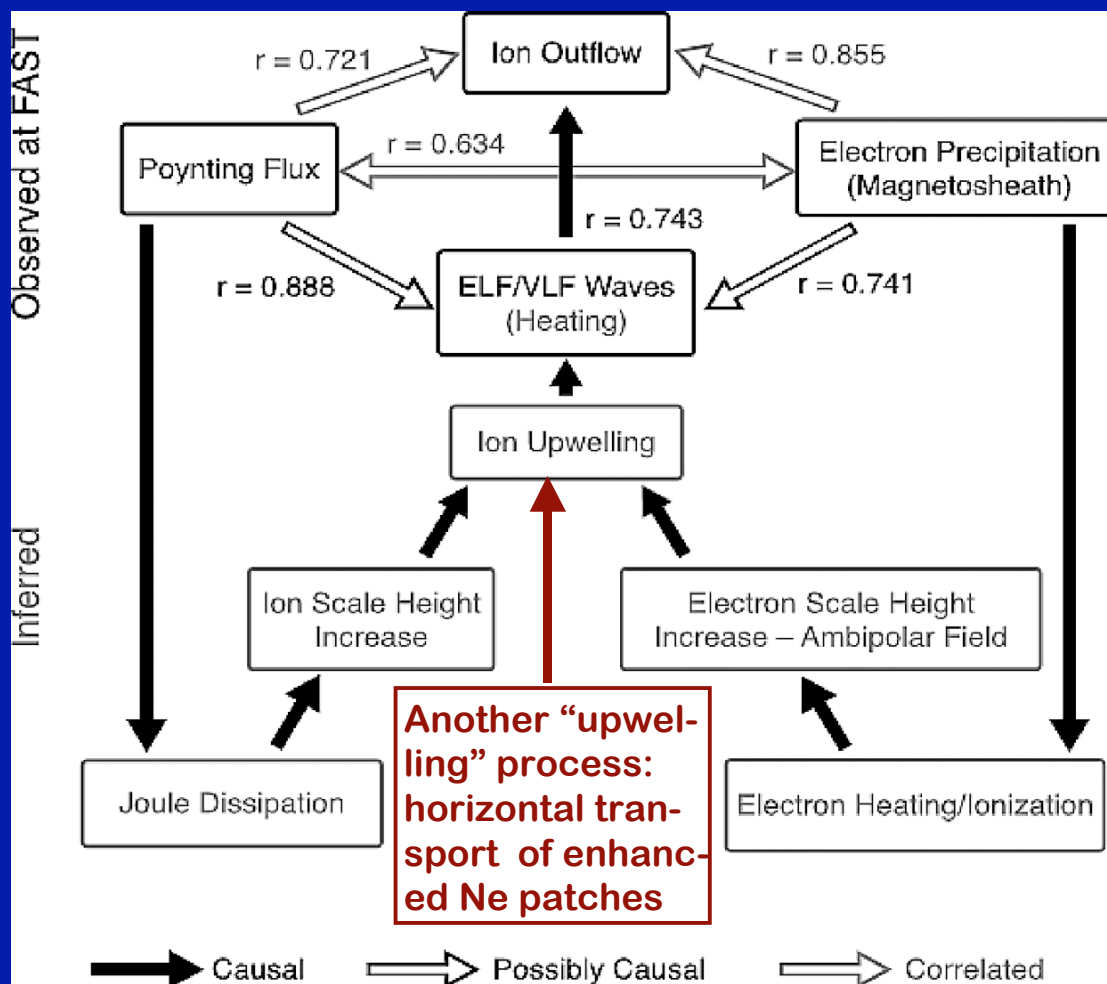 Observed at FAST
Inferred
Ion Outflow
r = 0.721
r = 0.855
Poynting Flux
r = 0.634
Electron Precipitation
(Magnetosheath)
r = 0.743
r = 0.888
ELF/VLF Waves
(Heating)
r = 0.741
Ion Upwelling
Ion Scale Height
Increase
Electron Scale Height
Increase – Ambipolar Field
Another “upwel-
ling” process:
horizontal tran-
sport of enhanc-
ed Ne patches
Joule Dissipation
Electron Heating/Ionization
Causal
Possibly Causal
Correlated